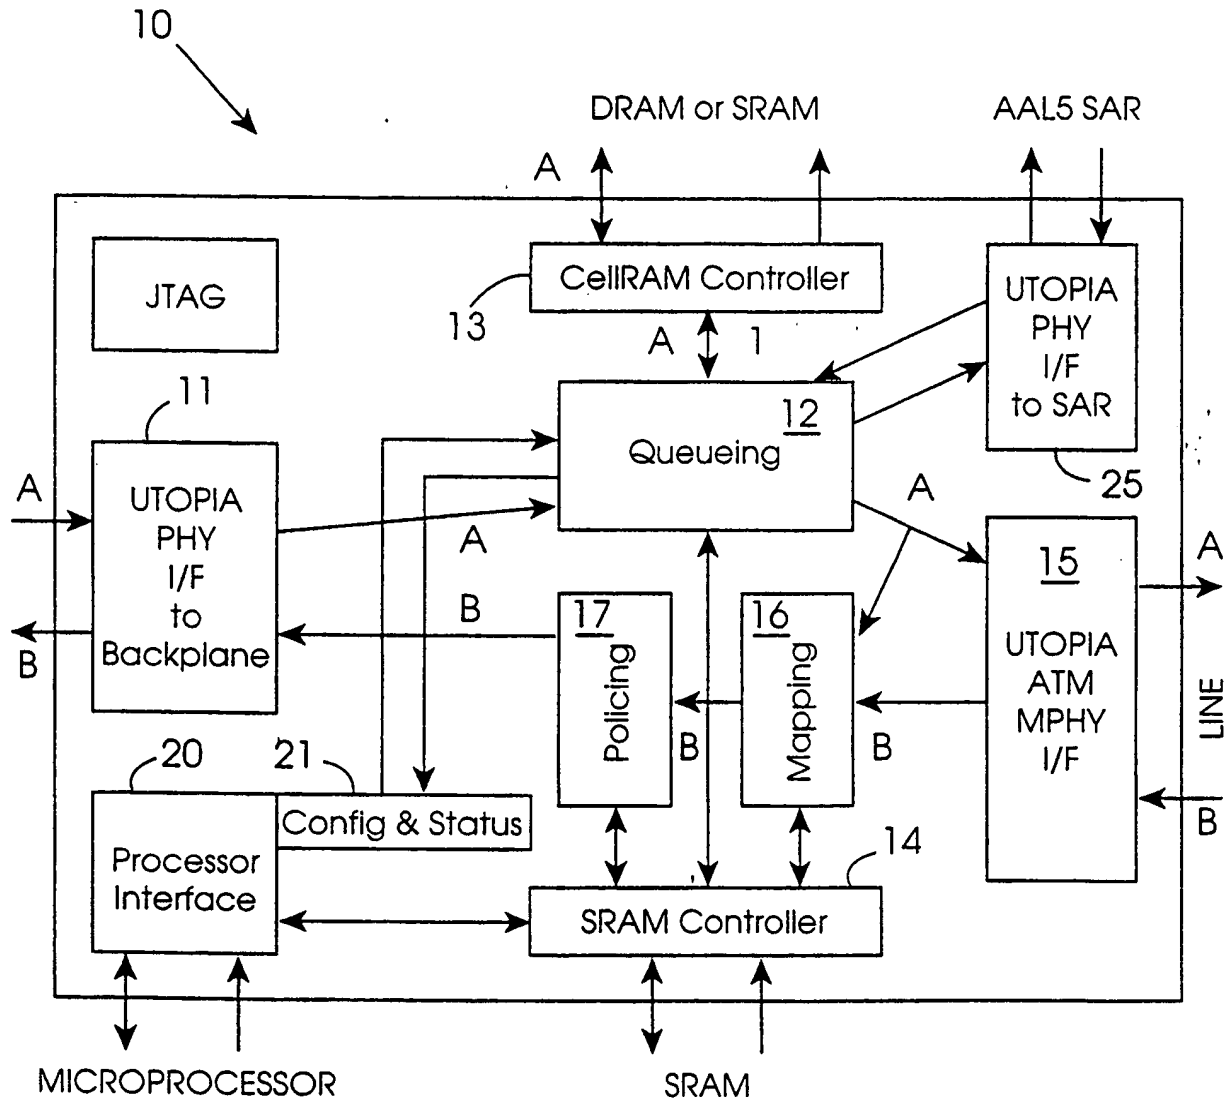 10
DRAM or SRAM
AAL5 SAR
A
JTAG
CellRAM Controller
13
A
1
UTOPIA
PHY
I/F
to SAR
25
11
12
Queueing
A
A
A
UTOPIA
PHY
I/F
to
Backplane
B
B
17
Policing
B
16
Mapping
B
15
UTOPIA
ATM
MPHY
I/F
A
LINE
B
20
21
Config & Status
Processor
Interface
14
SRAM Controller
MICROPROCESSOR
SRAM